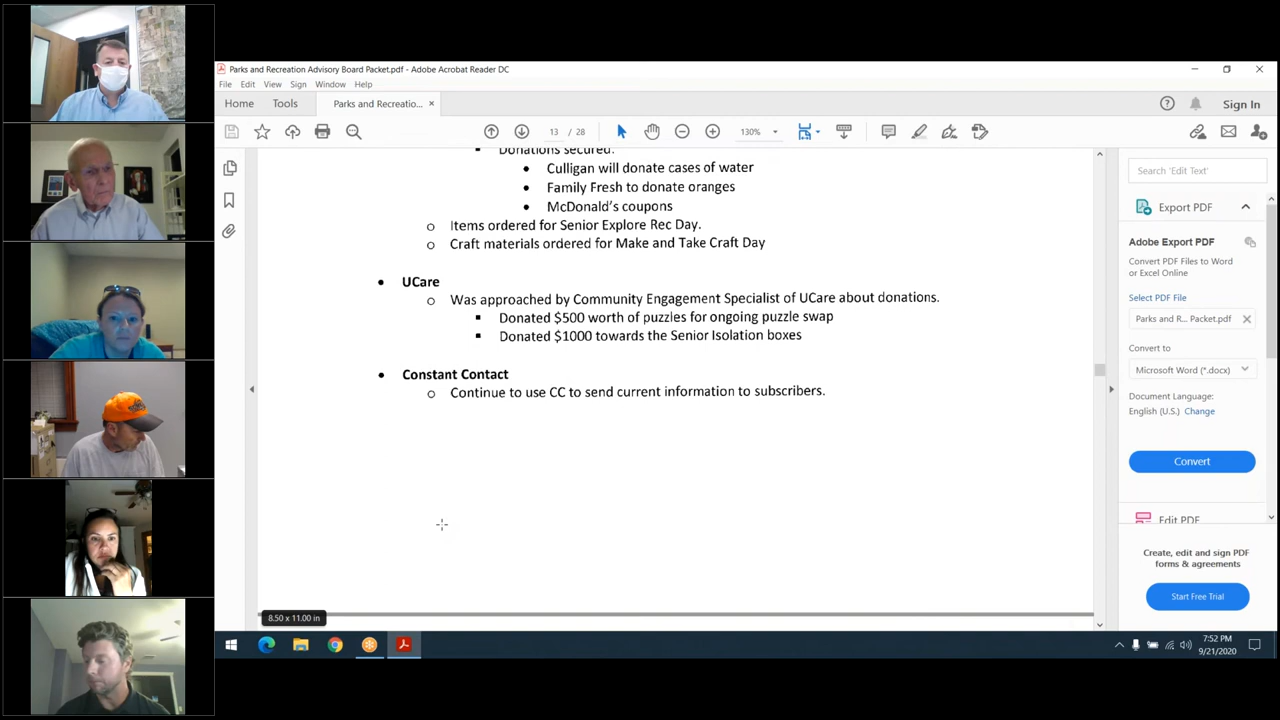 Parks and Recreation Advisory Board Packet.pdf - Adobe Acrobat Reader DC
File Edit View Sign Window Help
Home Tools Parks and Recreatio... × Sign In
13 / 28 130%
Donations secured:
Culligan will donate cases of water
Family Fresh to donate oranges
McDonald's coupons
Items ordered for Senior Explore Rec Day.
Craft materials ordered for Make and Take Craft Day
UCare
Was approached by Community Engagement Specialist of UCare about donations.
Donated $500 worth of puzzles for ongoing puzzle swap
Donated $1000 towards the Senior Isolation boxes
Constant Contact
Continue to use CC to send current information to subscribers.
8.50 x 11.00 in
Search 'Edit Text'
Export PDF
Adobe Export PDF
Convert PDF Files to Word
or Excel Online
Select PDF File
Parks and R... Packet.pdf
Convert to
Microsoft Word (*.docx)
Document Language:
English (U.S.) Change
Convert
Edit PDF
Create, edit and sign PDF
forms & agreements
Start Free Trial
7:52 PM
9/21/2020